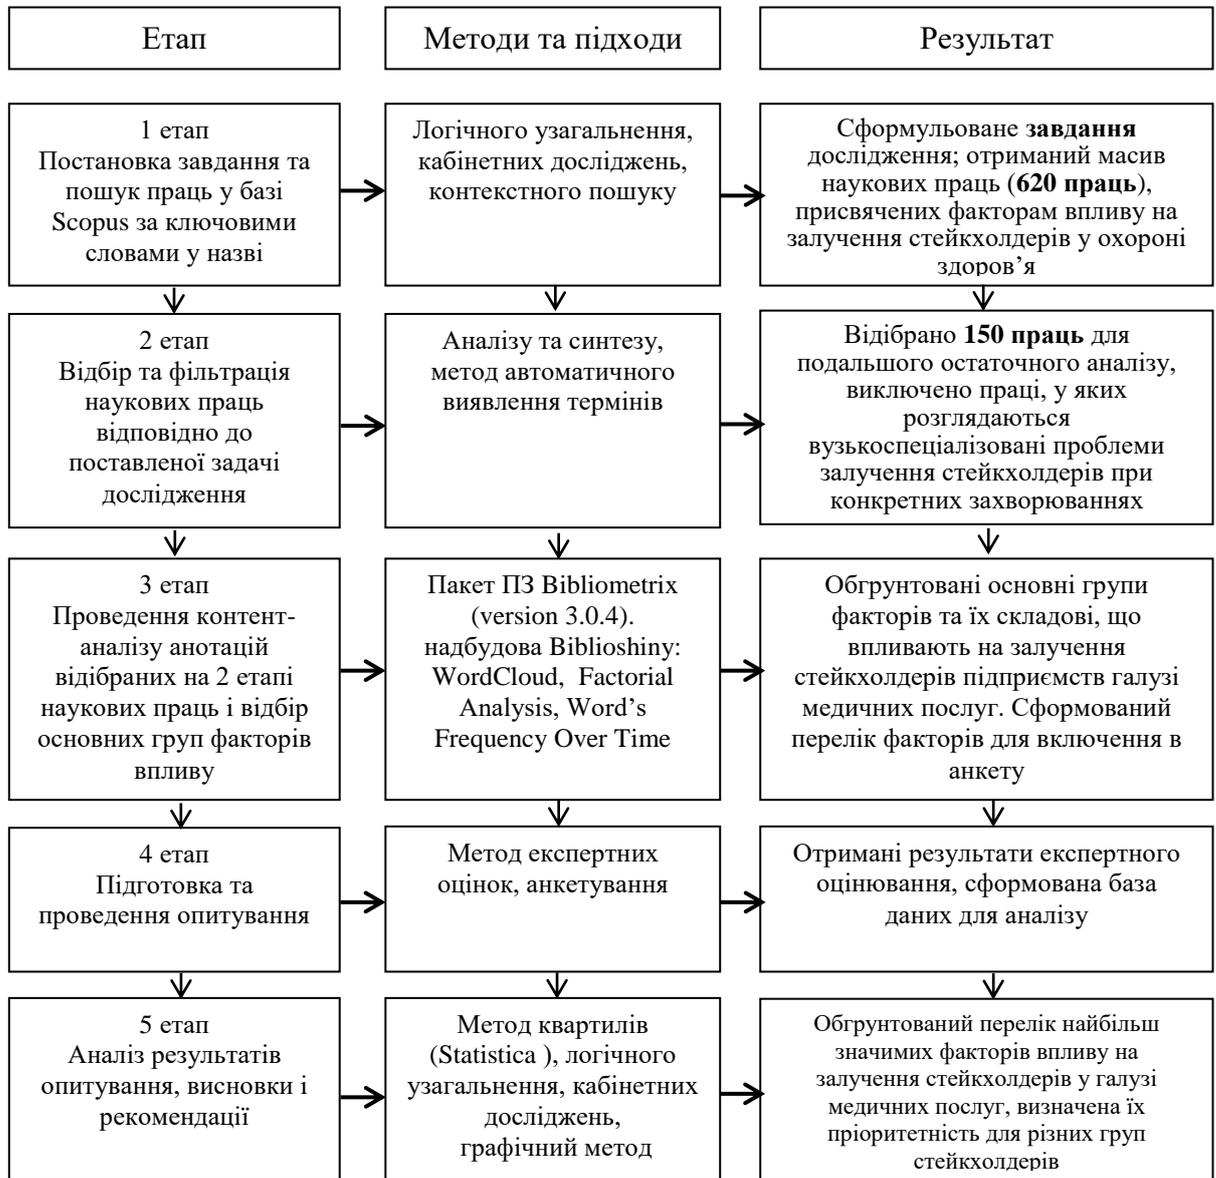 Етап
Методи та підходи
Результат
1 етап
Постановка завдання та
пошук праць у базі
Scopus за ключовими
словами у назві
Логічного узагальнення,
кабінетних досліджень,
контекстного пошуку
Сформульоване завдання
дослідження; отриманий масив
наукових праць (620 праць),
присвячених факторам впливу на
залучення стейкхолдерів у охороні
здоров’я
2 етап
Відбір та фільтрація
наукових праць
відповідно до
поставленої задачі
дослідження
Аналізу та синтезу,
метод автоматичного
виявлення термінів
Відібрано 150 праць для
подальшого остаточного аналізу,
виключено праці, у яких
розглядаються
вузькоспеціалізовані проблеми
залучення стейкхолдерів при
конкретних захворюваннях
3 етап
Проведення контент-
аналізу анотацій
відібраних на 2 етапі
наукових праць і відбір
основних груп факторів
впливу
Пакет ПЗ Bibliometrix
(version 3.0.4).
надбудова Biblioshiny:
WordCloud, Factorial
Analysis, Word’s
Frequency Over Time
Обгрунтовані основні групи
факторів та їх складові, що
впливають на залучення
стейкхолдерів підприємств галузі
медичних послуг. Сформований
перелік факторів для включення в
анкету
4 етап
Підготовка та
проведення опитування
Метод експертних
оцінок, анкетування
Отримані результати експертного
оцінювання, сформована база
даних для аналізу
5 етап
Аналіз результатів
опитування, висновки і
рекомендації
Метод квартилів
(Statistica ), логічного
узагальнення, кабінетних
досліджень,
графічний метод
Обгрунтований перелік найбільш
значимих факторів впливу на
залучення стейкхолдерів у галузі
медичних послуг, визначена їх
пріоритетність для різних груп
стейкхолдерів